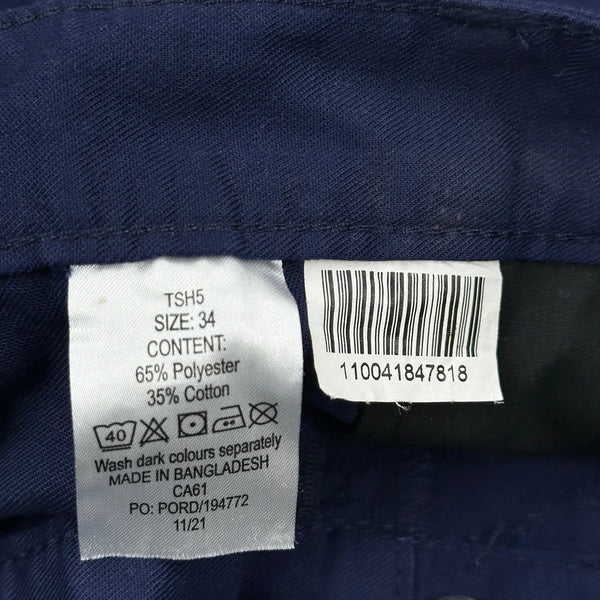 TSH5
SIZE: 34
CONTENT:
65% Polyester
35% Cotton
40
Wash dark colours separately
MADE IN BANGLADESH
CA61
PO: PORD/194772
11/21
110041847818